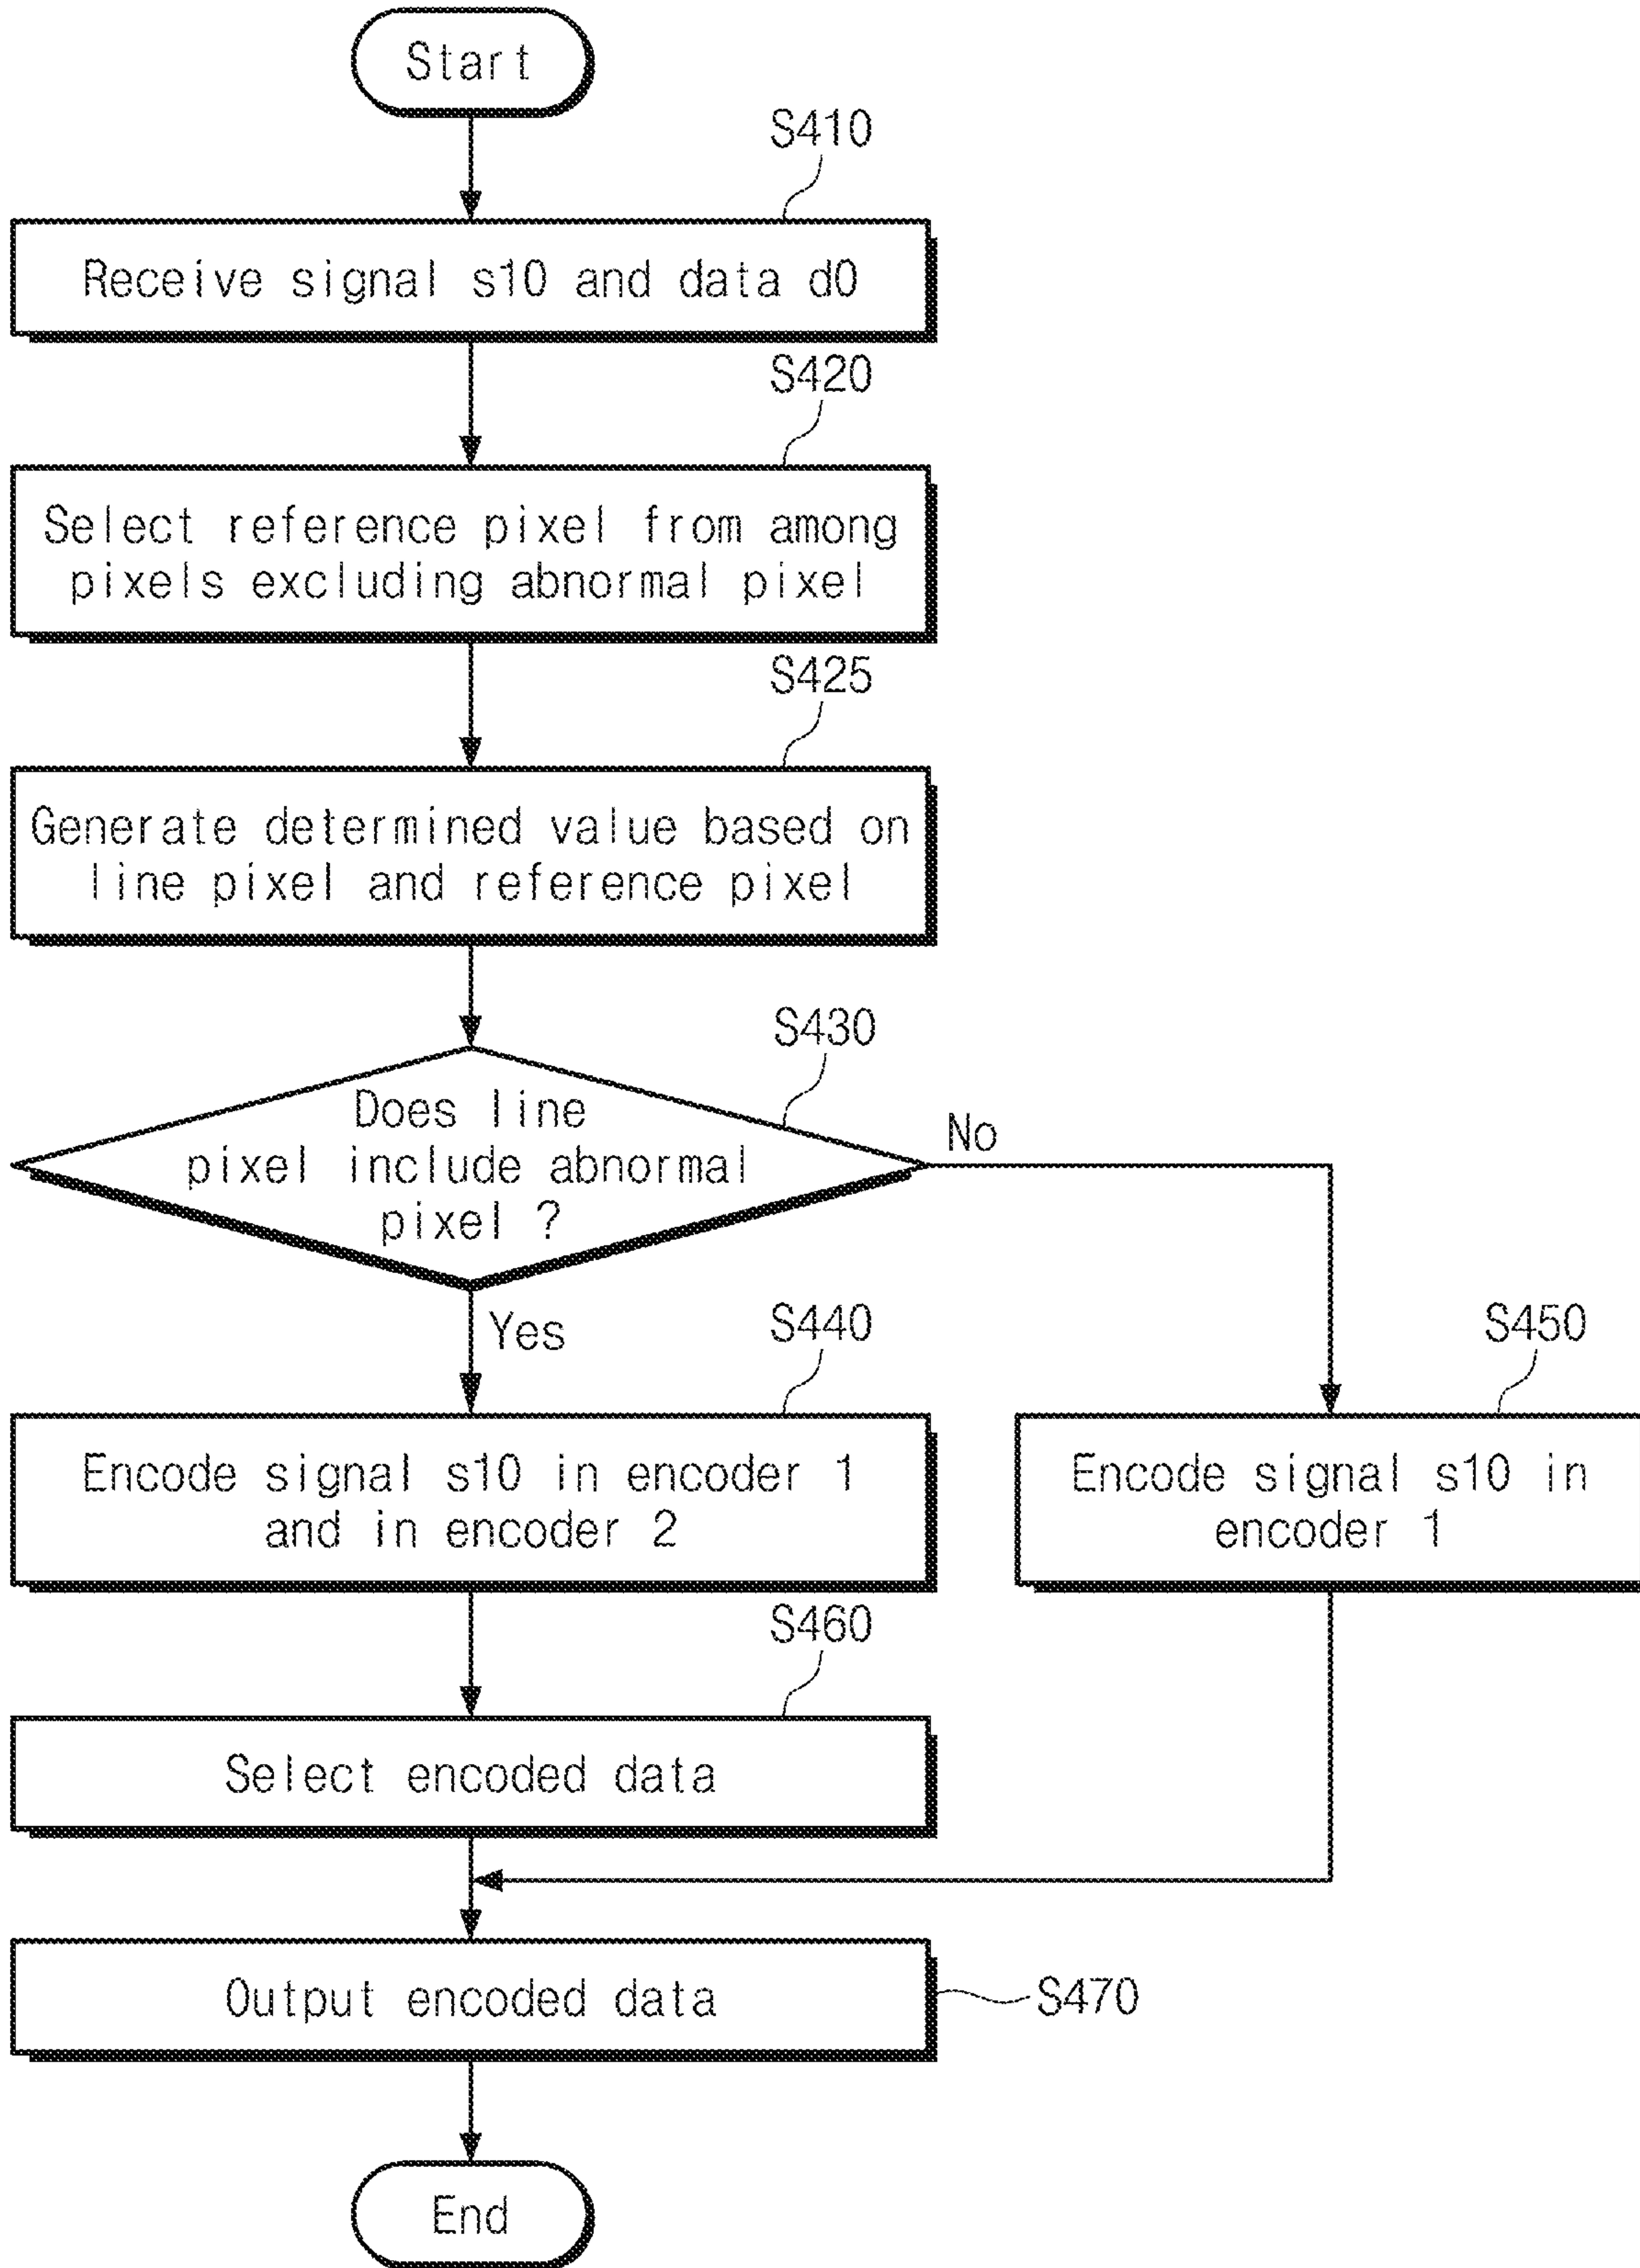 Start
S410
Receive signal s10 and data d0
S420
Select reference pixel from among
pixels excluding abnormal pixel
S425
Generate determined value based on
line pixel and reference pixel
S430
Does line
pixel include abnormal
pixel ?
No
Yes
S440
S450
Encode signal s10 in encoder 1
and in encoder 2
Encode signal s10 in
encoder 1
S460
Select encoded data
Output encoded data
S470
End